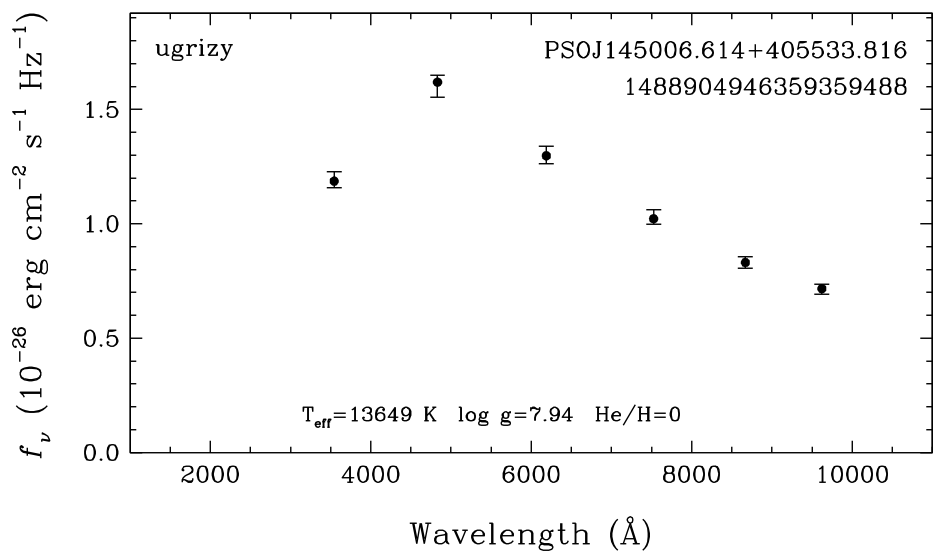 ugrizy
PSOJ145006.614+405533.816
1488904946359359488
f_ν (10⁻²⁶ erg cm⁻² s⁻¹ Hz⁻¹)
1.5
1.0
0.5
0.0
T_eff=13649 K log g=7.94 He/H=0
2000 4000 6000 8000 10000
Wavelength (Å)